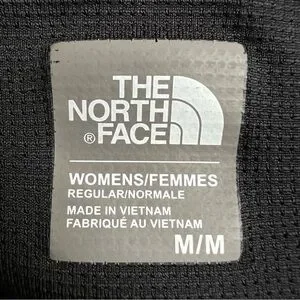 THE
NORTH
® FACE
WOMENS/FEMMES
REGULAR/NORMALE
MADE IN VIETNAM
FABRIQUÉ AU VIETNAM
M/M